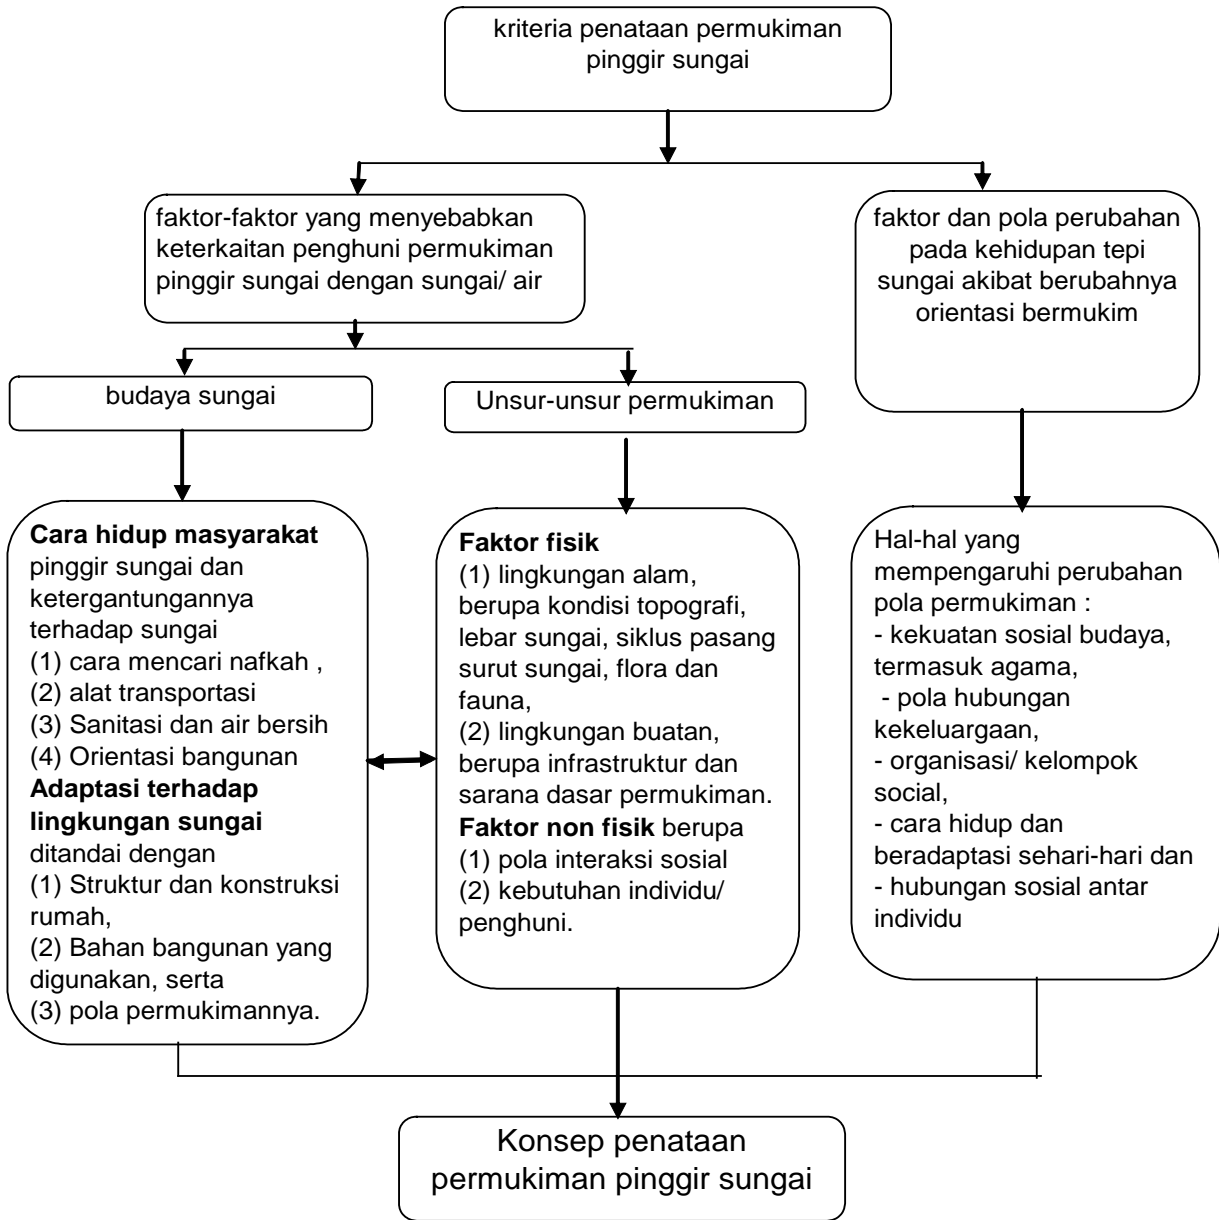 kriteria penataan permukiman
pinggir sungai
faktor-faktor yang menyebabkan
keterkaitan penghuni permukiman
pinggir sungai dengan sungai/ air
faktor dan pola perubahan
pada kehidupan tepi
sungai akibat berubahnya
orientasi bermukim
budaya sungai
Unsur-unsur permukiman
Cara hidup masyarakat
pinggir sungai dan
ketergantungannya
terhadap sungai
(1) cara mencari nafkah ,
(2) alat transportasi
(3) Sanitasi dan air bersih
(4) Orientasi bangunan
Adaptasi terhadap
lingkungan sungai
ditandai dengan
(1) Struktur dan konstruksi
rumah,
(2) Bahan bangunan yang
digunakan, serta
(3) pola permukimannya.
Faktor fisik
(1) lingkungan alam,
berupa kondisi topografi,
lebar sungai, siklus pasang
surut sungai, flora dan
fauna,
(2) lingkungan buatan,
berupa infrastruktur dan
sarana dasar permukiman.
Faktor non fisik berupa
(1) pola interaksi sosial
(2) kebutuhan individu/
penghuni.
Hal-hal yang
mempengaruhi perubahan
pola permukiman :
- kekuatan sosial budaya,
termasuk agama,
- pola hubungan
kekeluargaan,
- organisasi/ kelompok
social,
- cara hidup dan
beradaptasi sehari-hari dan
- hubungan sosial antar
individu
Konsep penataan
permukiman pinggir sungai